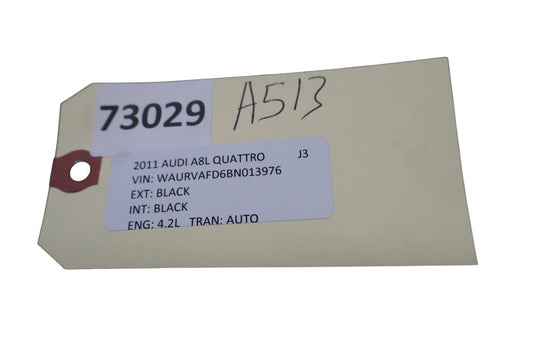 73029 A513
2011 AUDI A8L QUATTRO J3
VIN: WAURVAFD6BN013976
EXT: BLACK
INT: BLACK
ENG: 4.2L TRAN: AUTO